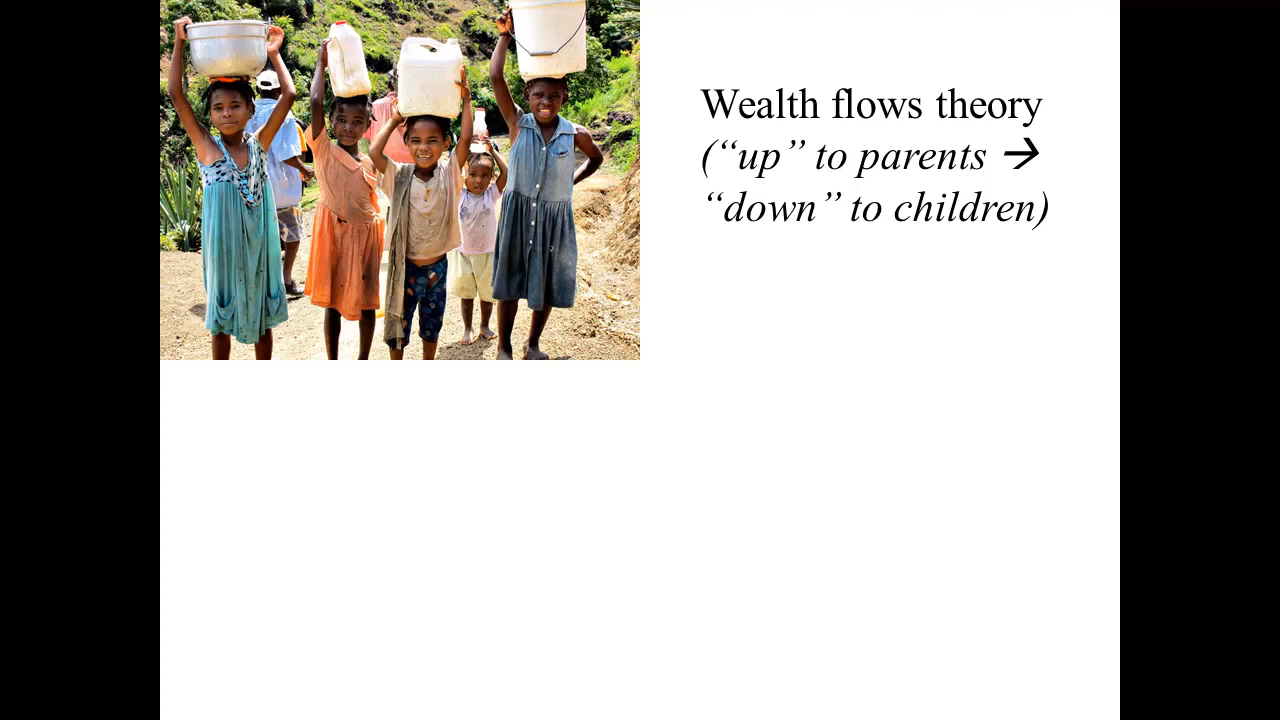 Wealth flows theory
(“up” to parents →
“down” to children)